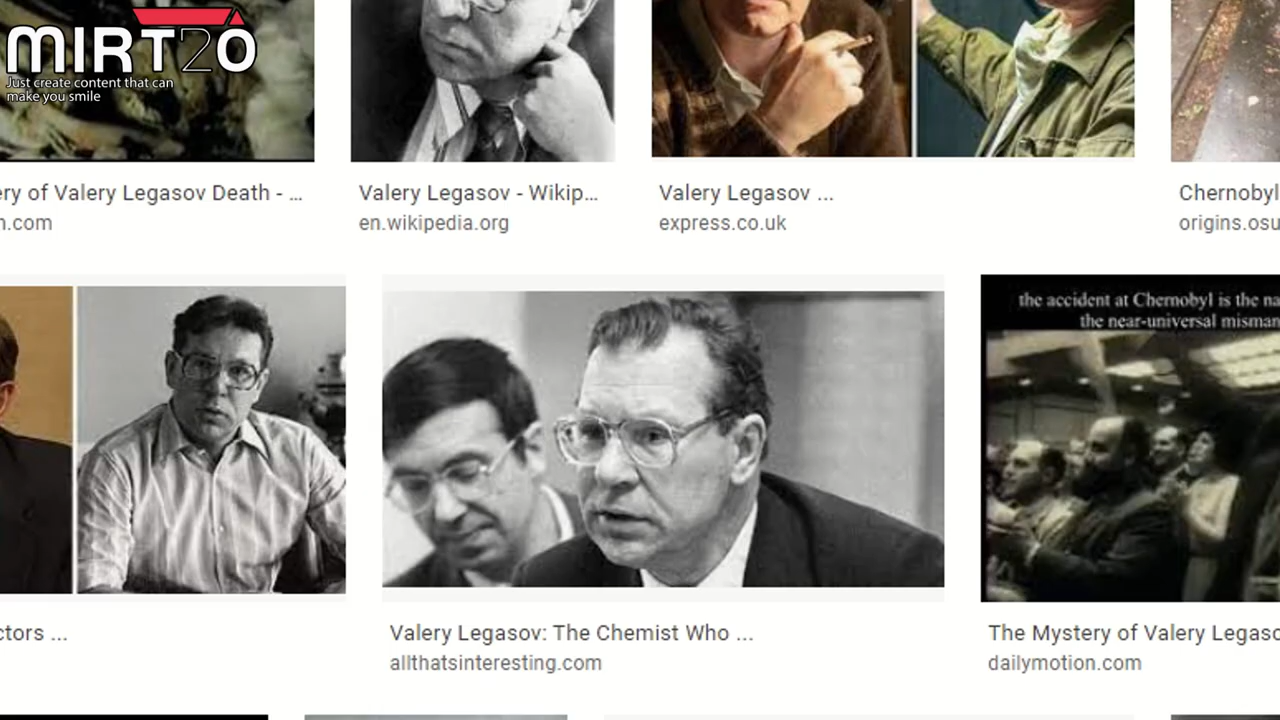 MIRT20
Just create content that can
make you smile
ery of Valery Legasov Death - ...
n.com
Valery Legasov - Wikip...
en.wikipedia.org
Valery Legasov ...
express.co.uk
Chernobyl
origins.osu
the accident at Chernobyl is the na
the near-universal misman
ctors ...
Valery Legasov: The Chemist Who ...
allthatsinteresting.com
The Mystery of Valery Legaso
dailymotion.com